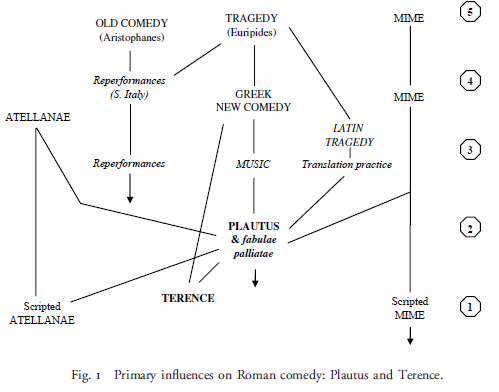 OLD COMEDY
(Aristophanes)
TRAGEDY
(Euripides)
MIME
5
Reperformances
(S. Italy)
GREEK
NEW COMEDY
MIME
4
ATELLANAE
LATIN
TRAGEDY
Reperformances
MUSIC
Translation practice
3
PLAUTUS
& fabulae
palliatae
2
Scripted
ATELLANAE
TERENCE
Scripted
MIME
1
Fig. 1 Primary influences on Roman comedy: Plautus and Terence.